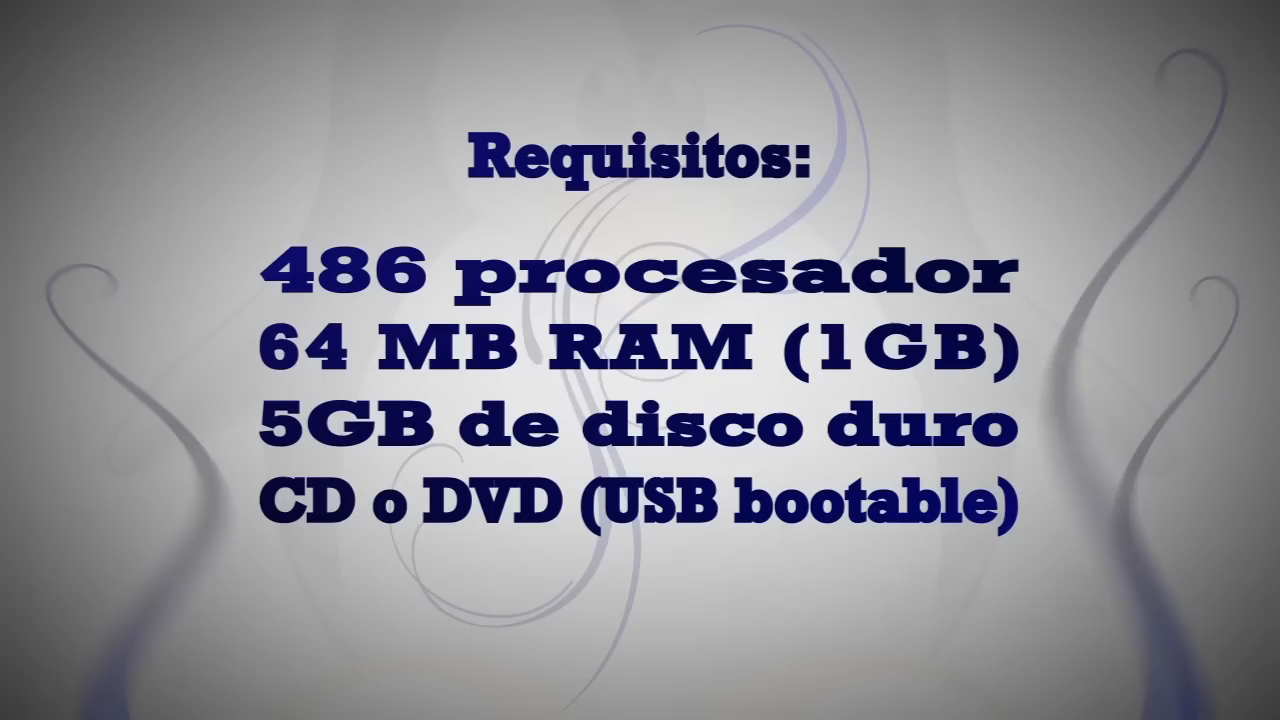 Requisitos:
486 procesador
64 MB RAM (1GB)
5GB de disco duro
CD o DVD (USB bootable)